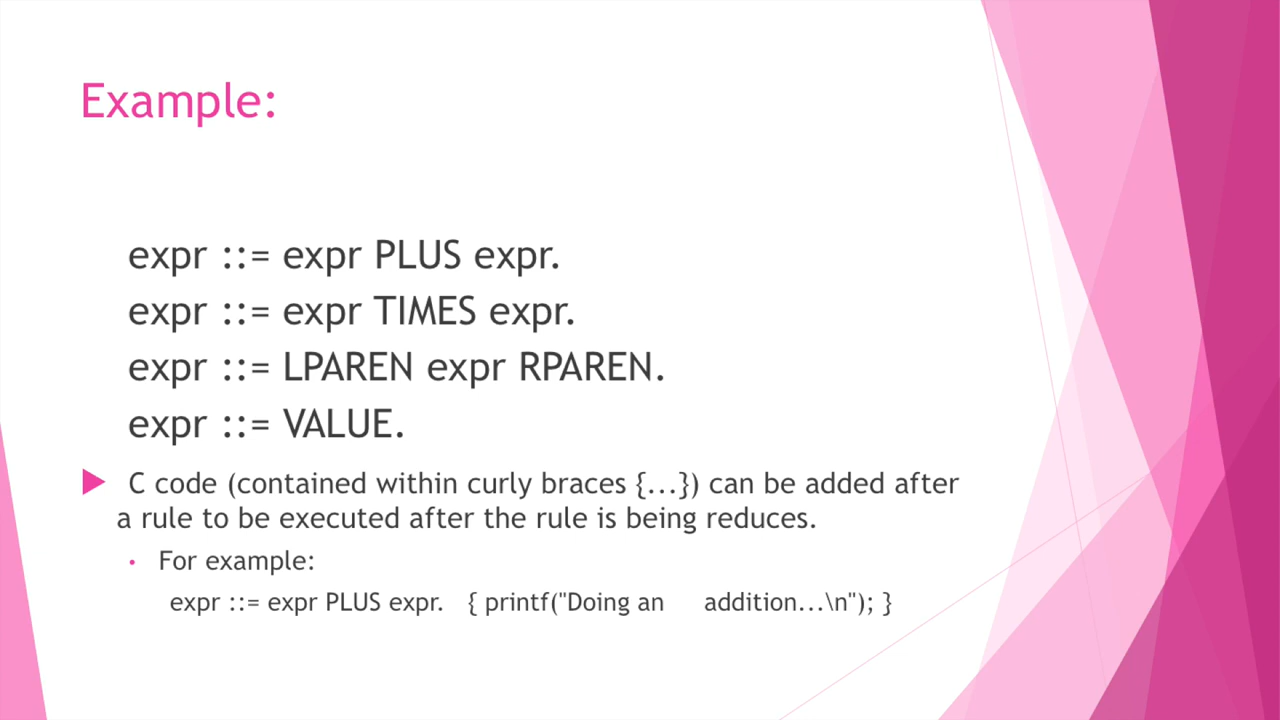 Example:
expr ::= expr PLUS expr.
expr ::= expr TIMES expr.
expr ::= LPAREN expr RPAREN.
expr ::= VALUE.
C code (contained within curly braces {...}) can be added after
a rule to be executed after the rule is being reduces.
• For example:
expr ::= expr PLUS expr. { printf("Doing an addition...\n"); }